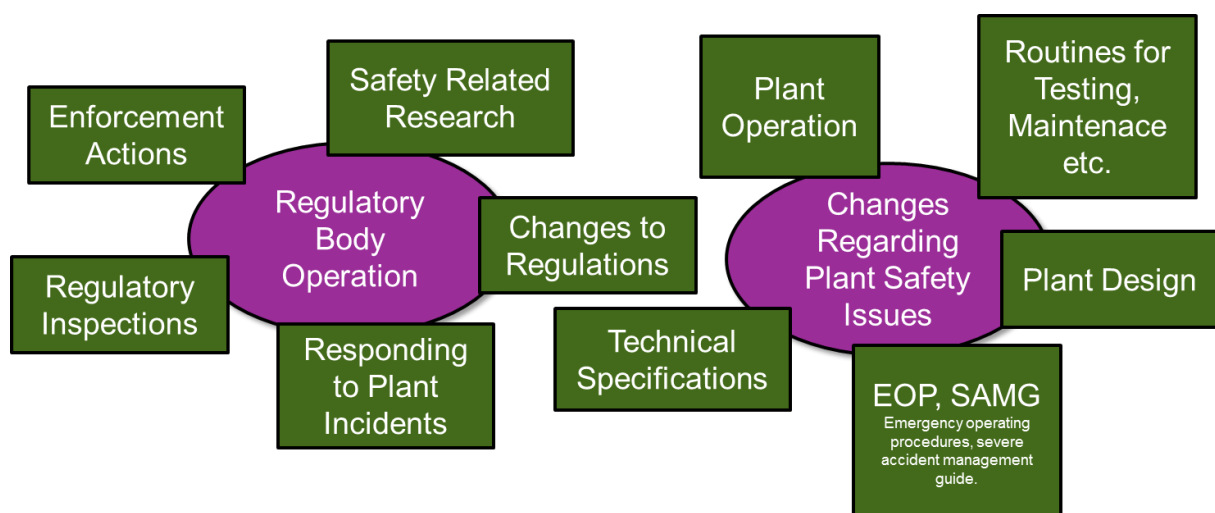 Enforcement
Actions
Safety Related
Research
Regulatory
Body
Operation
Changes to
Regulations
Regulatory
Inspections
Responding
to Plant
Incidents
Plant
Operation
Routines for
Testing,
Maintenace
etc.
Changes
Regarding
Plant Safety
Issues
Plant Design
Technical
Specifications
EOP, SAMG
Emergency operating
procedures, severe
accident management
guide.